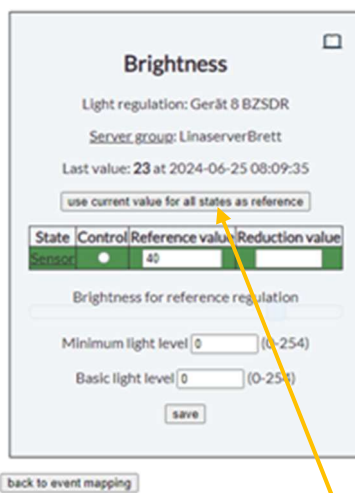 Brightness
Light regulation: Gerät 8 BZSDR
Server group: LinaserverBrett
Last value: 23 at 2024-06-25 08:09:35
use current value for all states as reference
State Control Reference value Reduction value
Sensor 40
Brightness for reference regulation
Minimum light level 0 (0-254)
Basic light level 0 (0-254)
save
back to event mapping